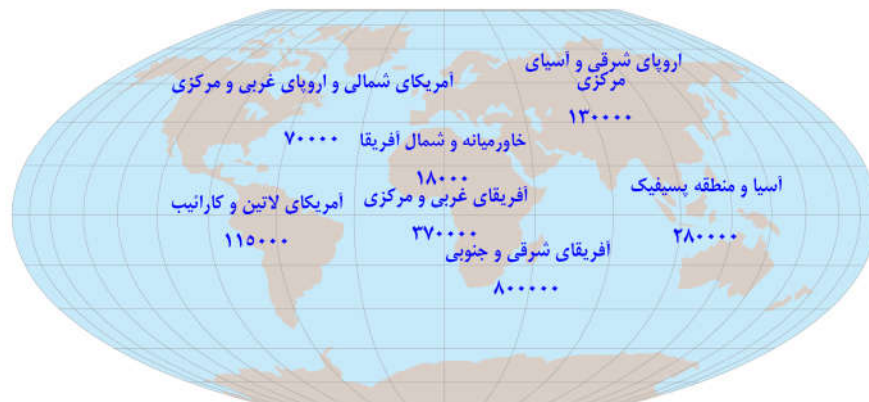 اروپای شرقی و آسیای
مرکزی
۱۳۰۰۰۰
آمریکای شمالی و اروپای غربی و مرکزی
۷۰۰۰۰
خاورمیانه و شمال آفریقا
۱۸۰۰۰
آسیا و منطقه پسیفیک
۲۸۰۰۰۰
آفریقای غربی و مرکزی
۳۷۰۰۰۰
آمریکای لاتین و کارائیب
۱۱۵۰۰۰
آفریقای شرقی و جنوبی
۸۰۰۰۰۰